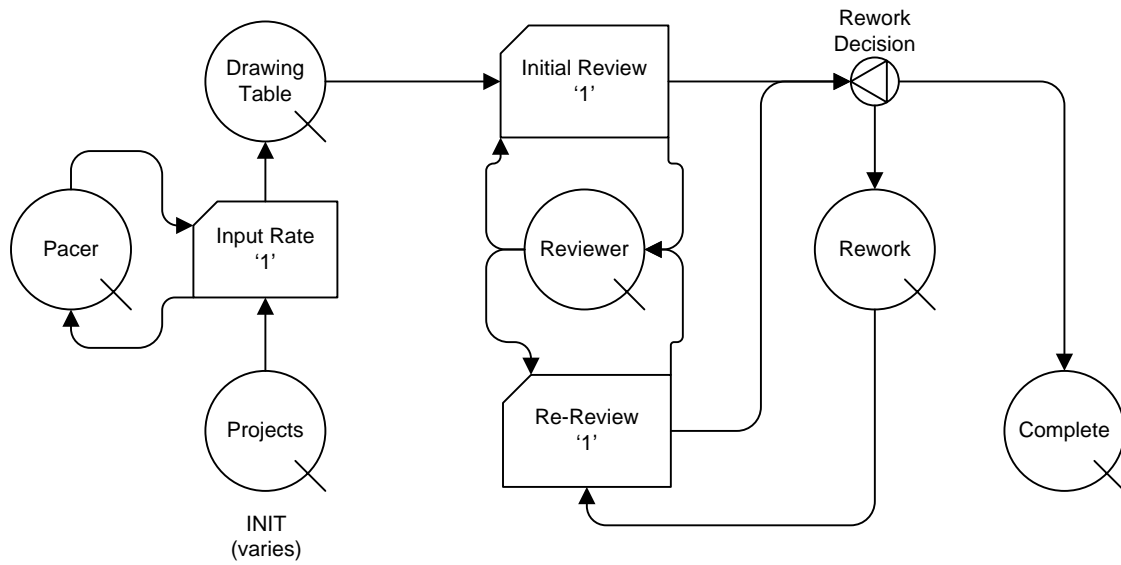 Rework
Decision
Drawing
Table
Initial Review
‘1’
Pacer
Input Rate
‘1’
Reviewer
Rework
Projects
Re-Review
‘1’
Complete
INIT
(varies)